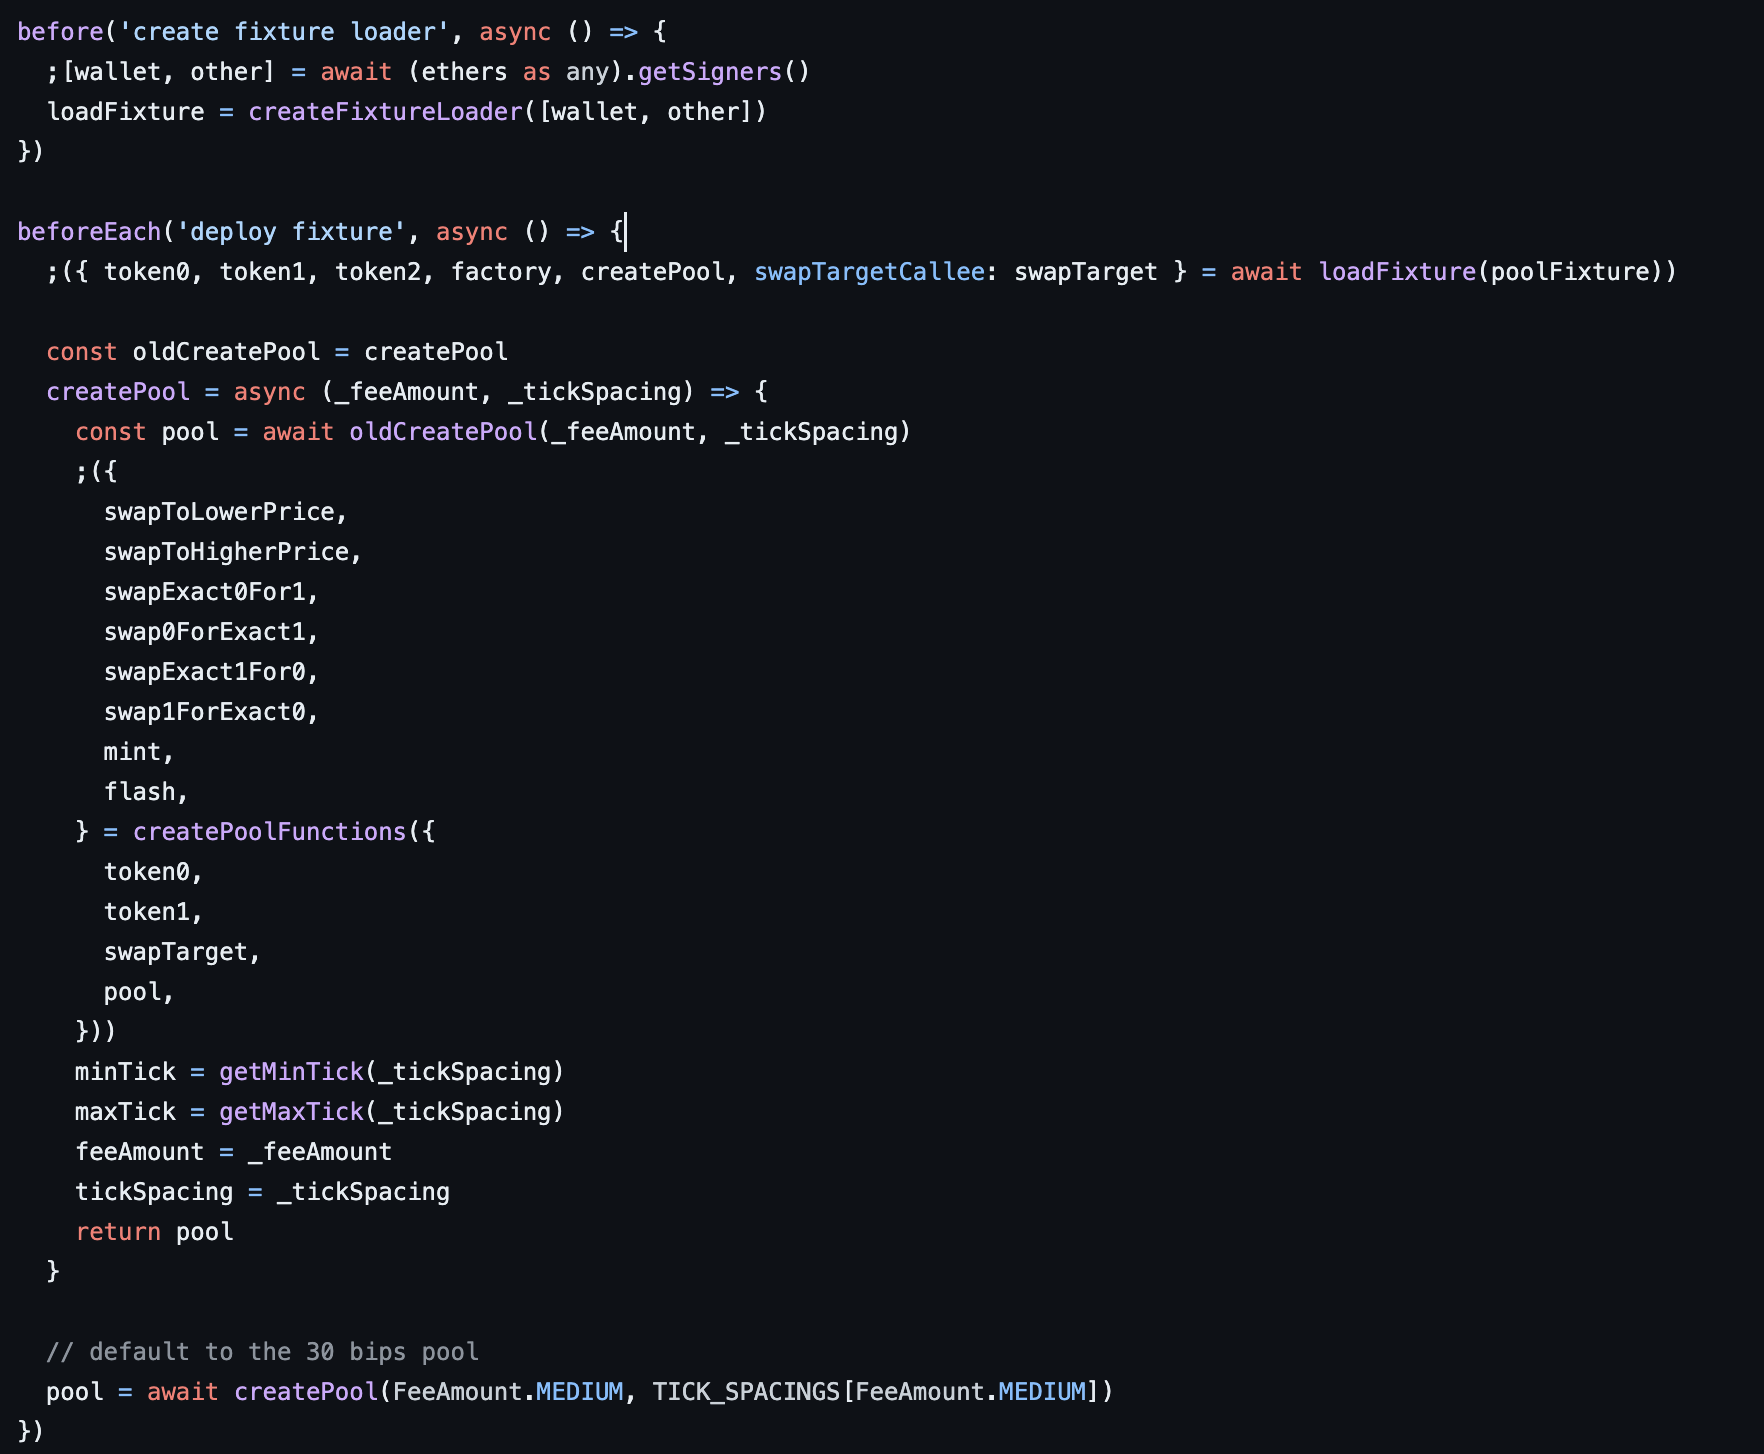 before('create fixture loader', async () => {
  ;[wallet, other] = await (ethers as any).getSigners()
  loadFixture = createFixtureLoader([wallet, other])
})

beforeEach('deploy fixture', async () => {
  ;({ token0, token1, token2, factory, createPool, swapTargetCallee: swapTarget } = await loadFixture(poolFixture))

  const oldCreatePool = createPool
  createPool = async (_feeAmount, _tickSpacing) => {
    const pool = await oldCreatePool(_feeAmount, _tickSpacing)
    ;({
      swapToLowerPrice,
      swapToHigherPrice,
      swapExact0For1,
      swap0ForExact1,
      swapExact1For0,
      swap1ForExact0,
      mint,
      flash,
    } = createPoolFunctions({
      token0,
      token1,
      swapTarget,
      pool,
    }))
    minTick = getMinTick(_tickSpacing)
    maxTick = getMaxTick(_tickSpacing)
    feeAmount = _feeAmount
    tickSpacing = _tickSpacing
    return pool
  }

  // default to the 30 bips pool
  pool = await createPool(FeeAmount.MEDIUM, TICK_SPACINGS[FeeAmount.MEDIUM])
})